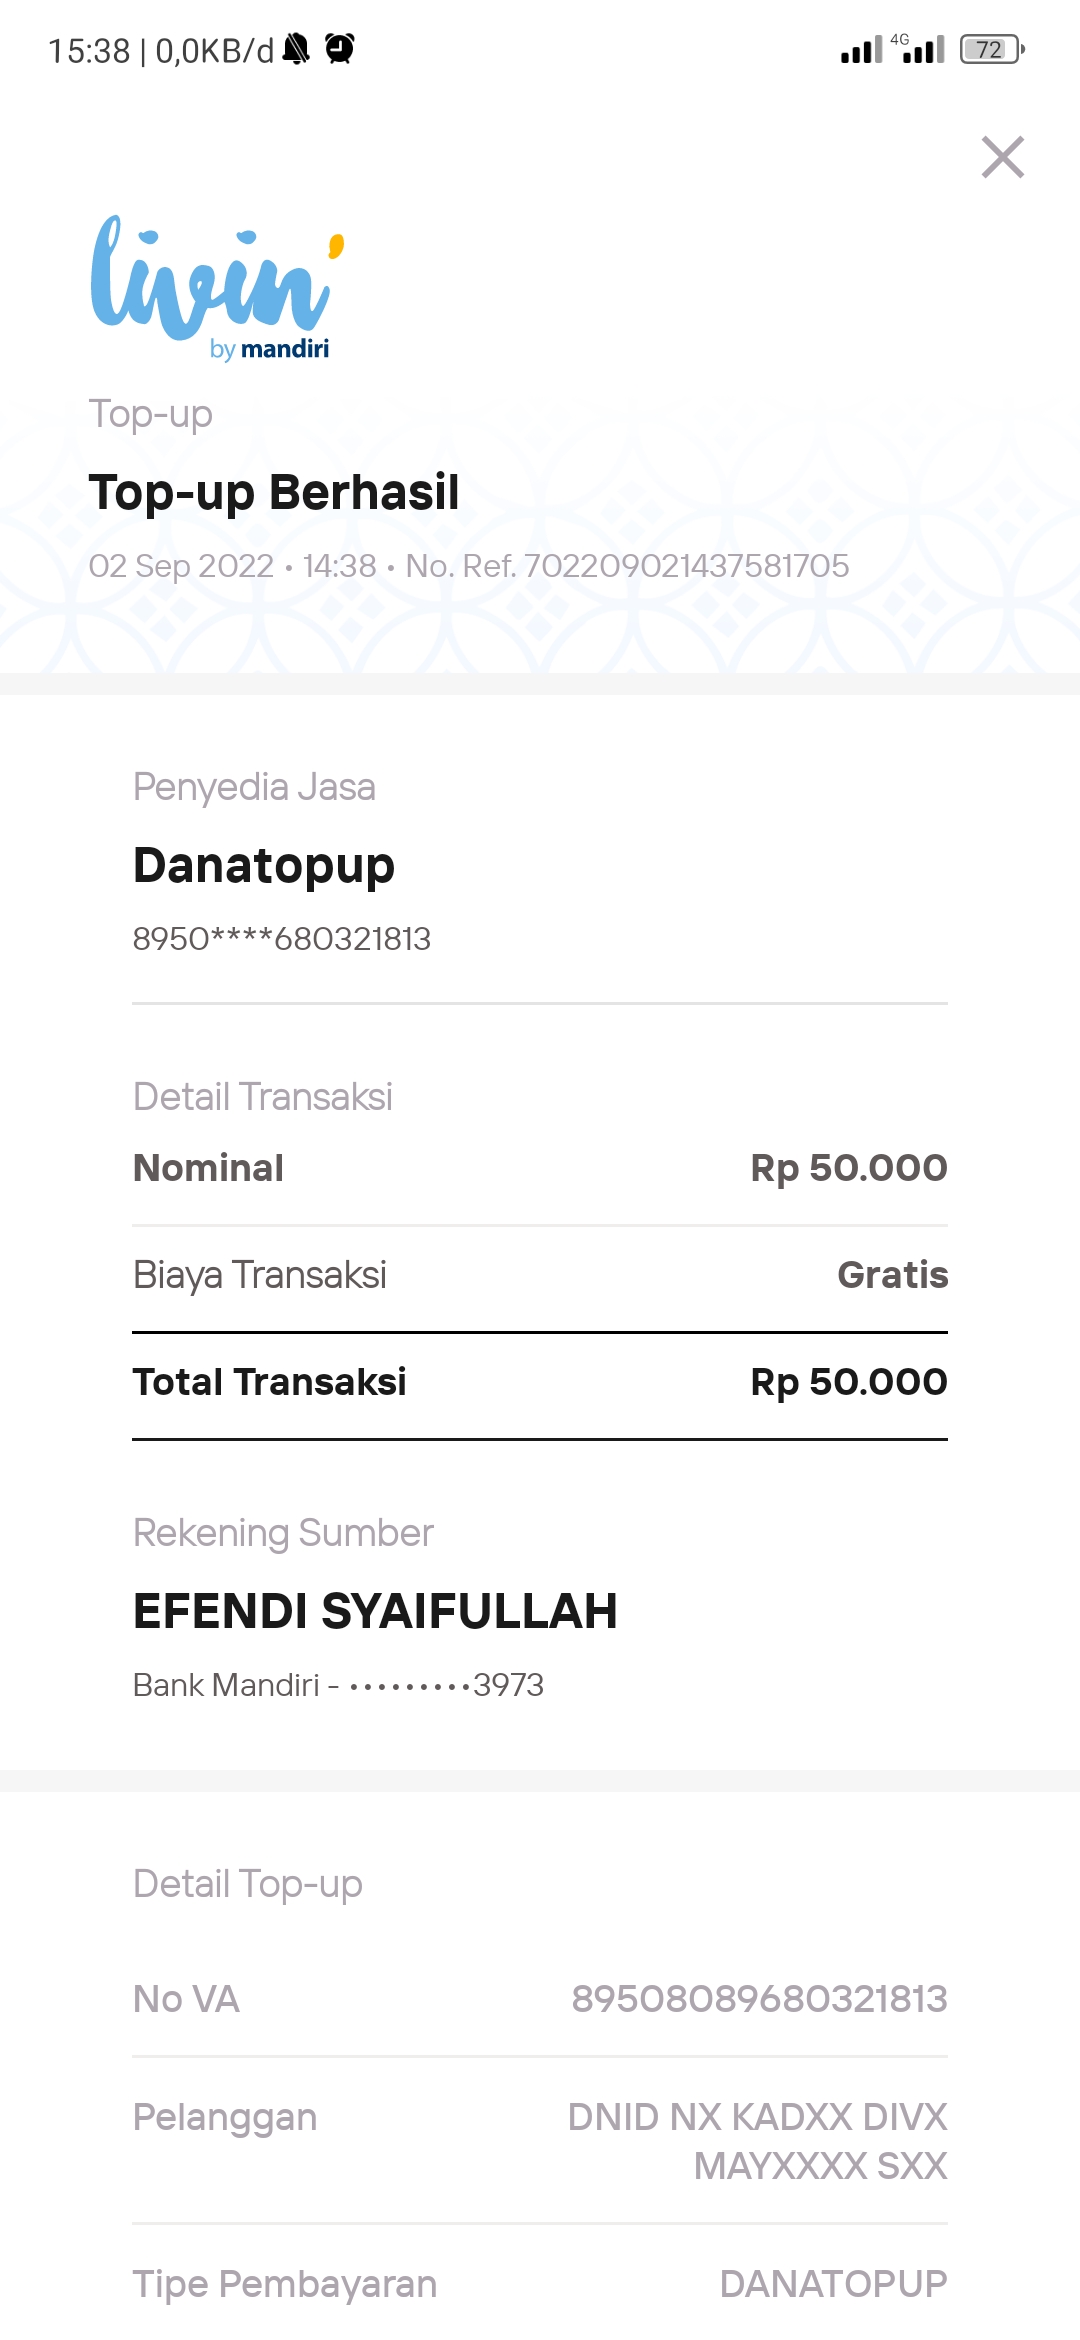 15:38 | 0,0KB/d
4G
72
livin'
by mandiri
Top-up
Top-up Berhasil
02 Sep 2022 • 14:38 • No. Ref. 702209021437581705
Penyedia Jasa
Danatopup
8950****680321813
Detail Transaksi
Nominal Rp 50.000
Biaya Transaksi Gratis
Total Transaksi Rp 50.000
Rekening Sumber
EFENDI SYAIFULLAH
Bank Mandiri - •••••••••3973
Detail Top-up
No VA 89508089680321813
Pelanggan DNID NX KADXX DIVX
MAYXXXX SXX
Tipe Pembayaran DANATOPUP